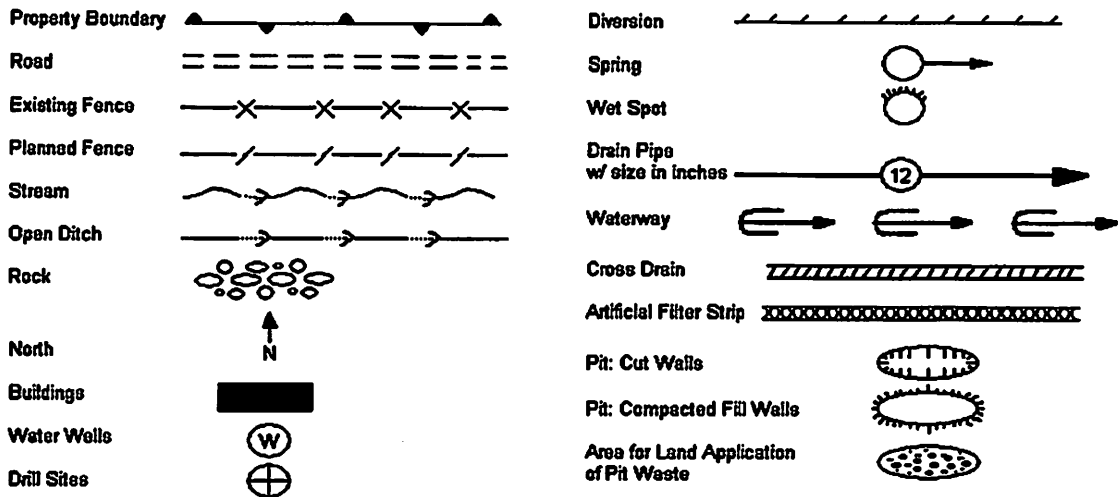 Property Boundary
Road
Existing Fence
Planned Fence
Stream
Open Ditch
Rock
North
N
Buildings
Water Wells
W
Drill Sites
Diversion
Spring
Wet Spot
Drain Pipe
w/ size in inches
12
Waterway
Cross Drain
Artificial Filter Strip
Pit: Cut Walls
Pit: Compacted Fill Walls
Area for Land Application
of Pit Waste